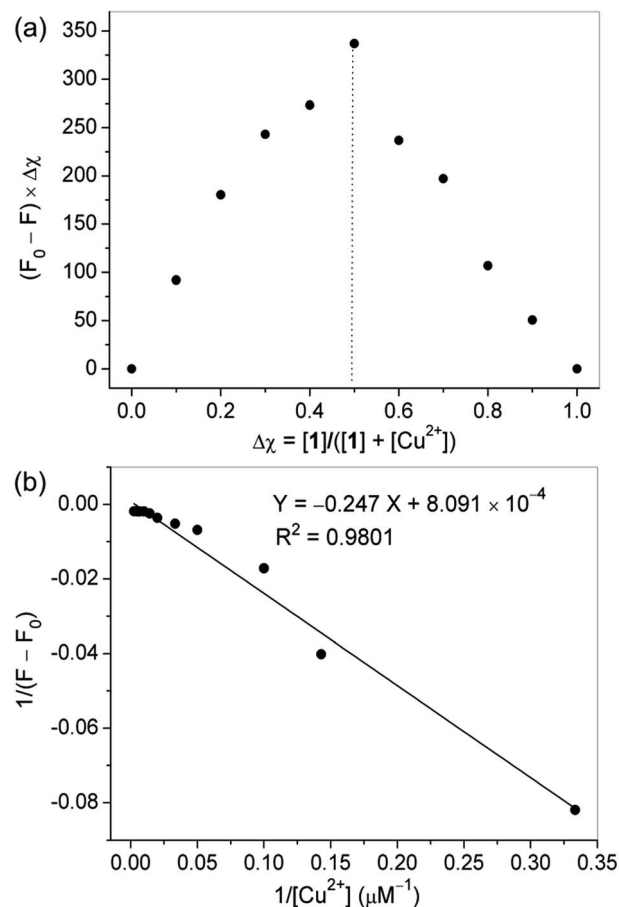 (a)
350
300
250
200
150
100
50
0
(F₀ − F) × Δχ
0.0 0.2 0.4 0.6 0.8 1.0
Δχ = [1]/([1] + [Cu²⁺])
(b)
Y = −0.247 X + 8.091 × 10⁻⁴
R² = 0.9801
0.00
-0.02
-0.04
-0.06
-0.08
1/(F − F₀)
0.00 0.05 0.10 0.15 0.20 0.25 0.30 0.35
1/[Cu²⁺] (μM⁻¹)